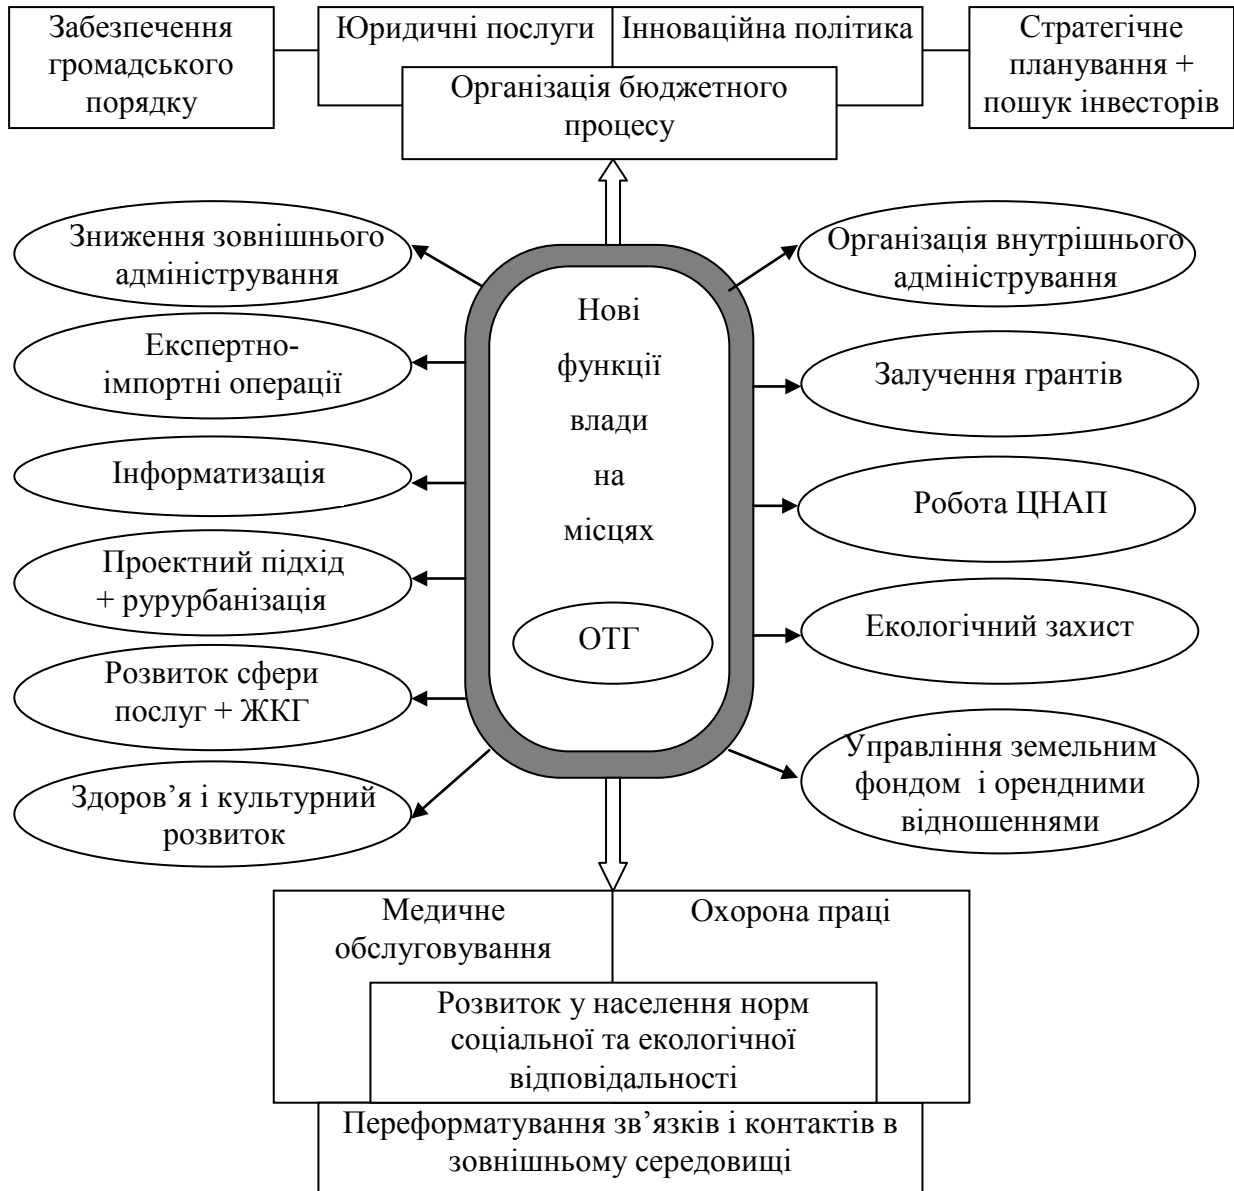 Забезпечення
громадського
порядку
Юридичні послуги
Інноваційна політика
Організація бюджетного
процесу
Стратегічне
планування +
пошук інвесторів
Зниження зовнішнього
адміністрування
Експертно-
імпортні операції
Інформатизація
Проектний підхід
+ рурурбанізація
Розвиток сфери
послуг + ЖКГ
Здоров’я і культурний
розвиток
Нові
функції
влади
на
місцях
ОТГ
Організація внутрішнього
адміністрування
Залучення грантів
Робота ЦНАП
Екологічний захист
Управління земельним
фондом і орендними
відношеннями
Медичне
обслуговування
Охорона праці
Розвиток у населення норм
соціальної та екологічної
відповідальності
Переформатування зв’язків і контактів в
зовнішньому середовищі